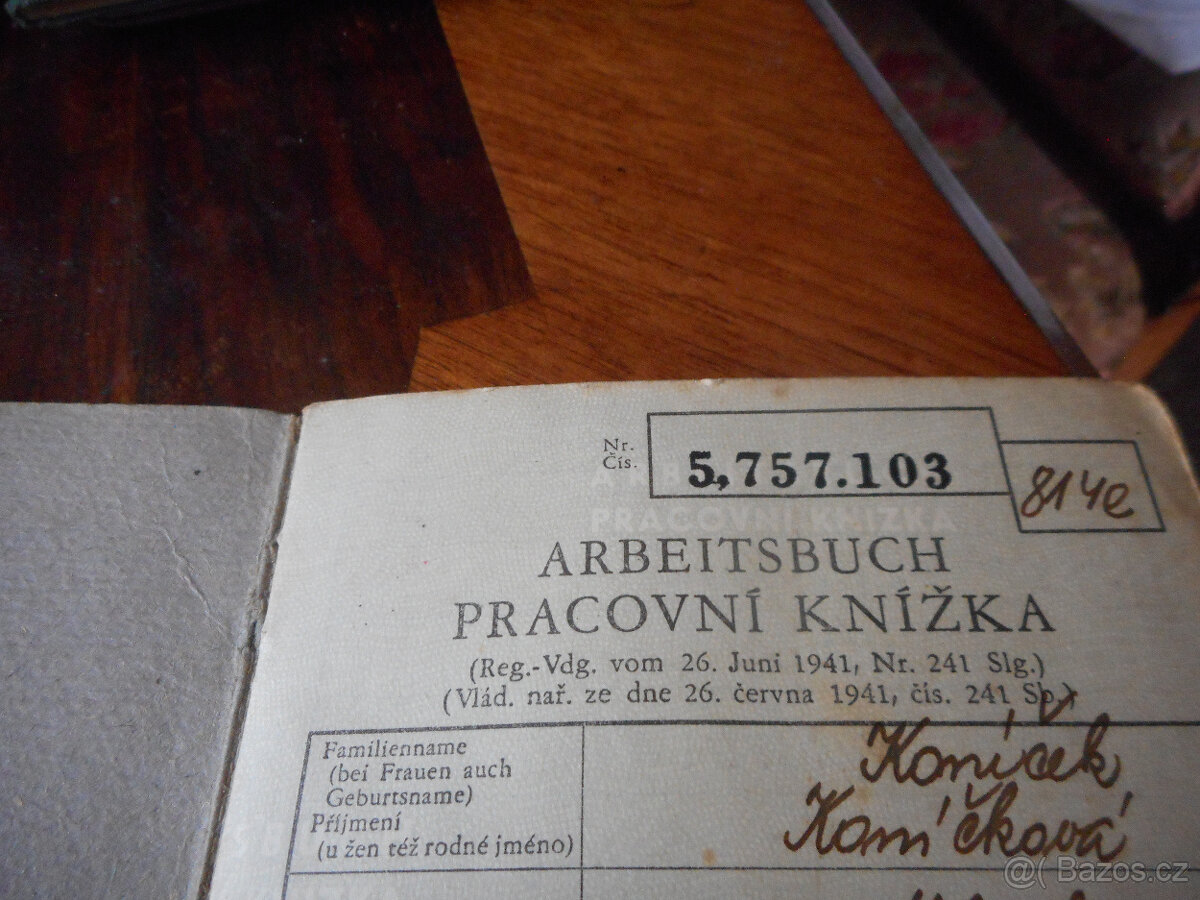 Nr.
Čís.
5,757.103
814e
ARBEITSBUCH
PRACOVNÍ KNÍŽKA
(Reg.-Vdg. vom 26. Juni 1941, Nr. 241 Slg.)
(Vlád. nař. ze dne 26. června 1941, čís. 241 Sb.)
Familienname
(bei Frauen auch
Geburtsname)
Příjmení
(u žen též rodné jméno)
Koníček
Koníčková
@( Bazos.cz